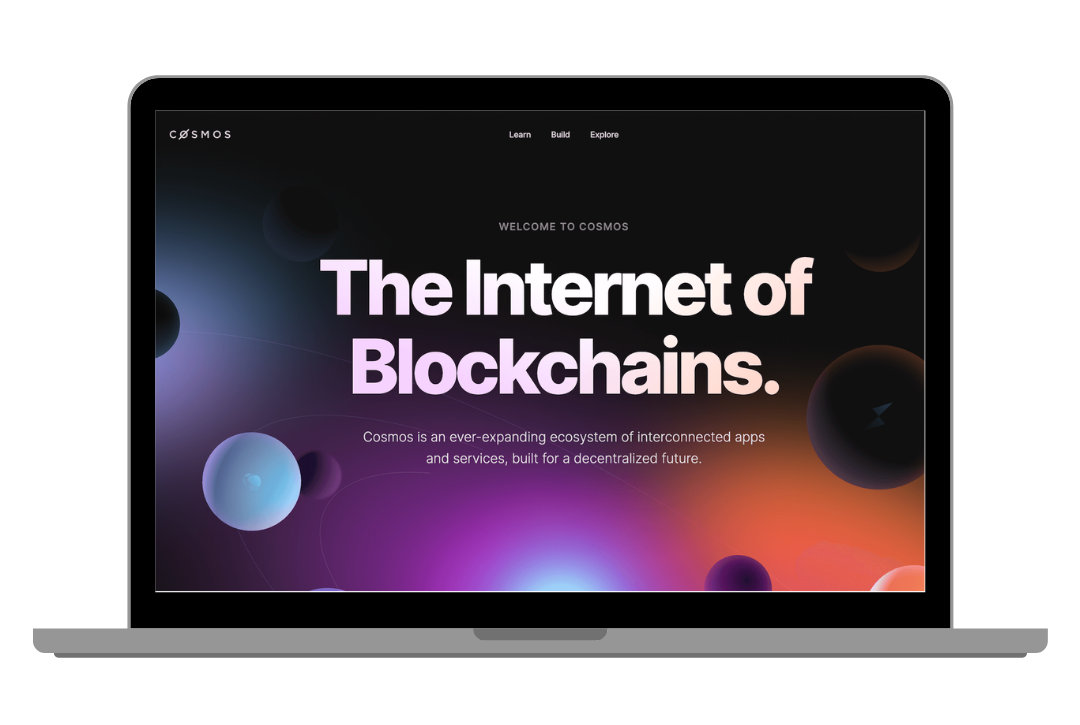 CØSMOS
Learn Build Explore
WELCOME TO COSMOS
The Internet of
Blockchains.
Cosmos is an ever-expanding ecosystem of interconnected apps
and services, built for a decentralized future.